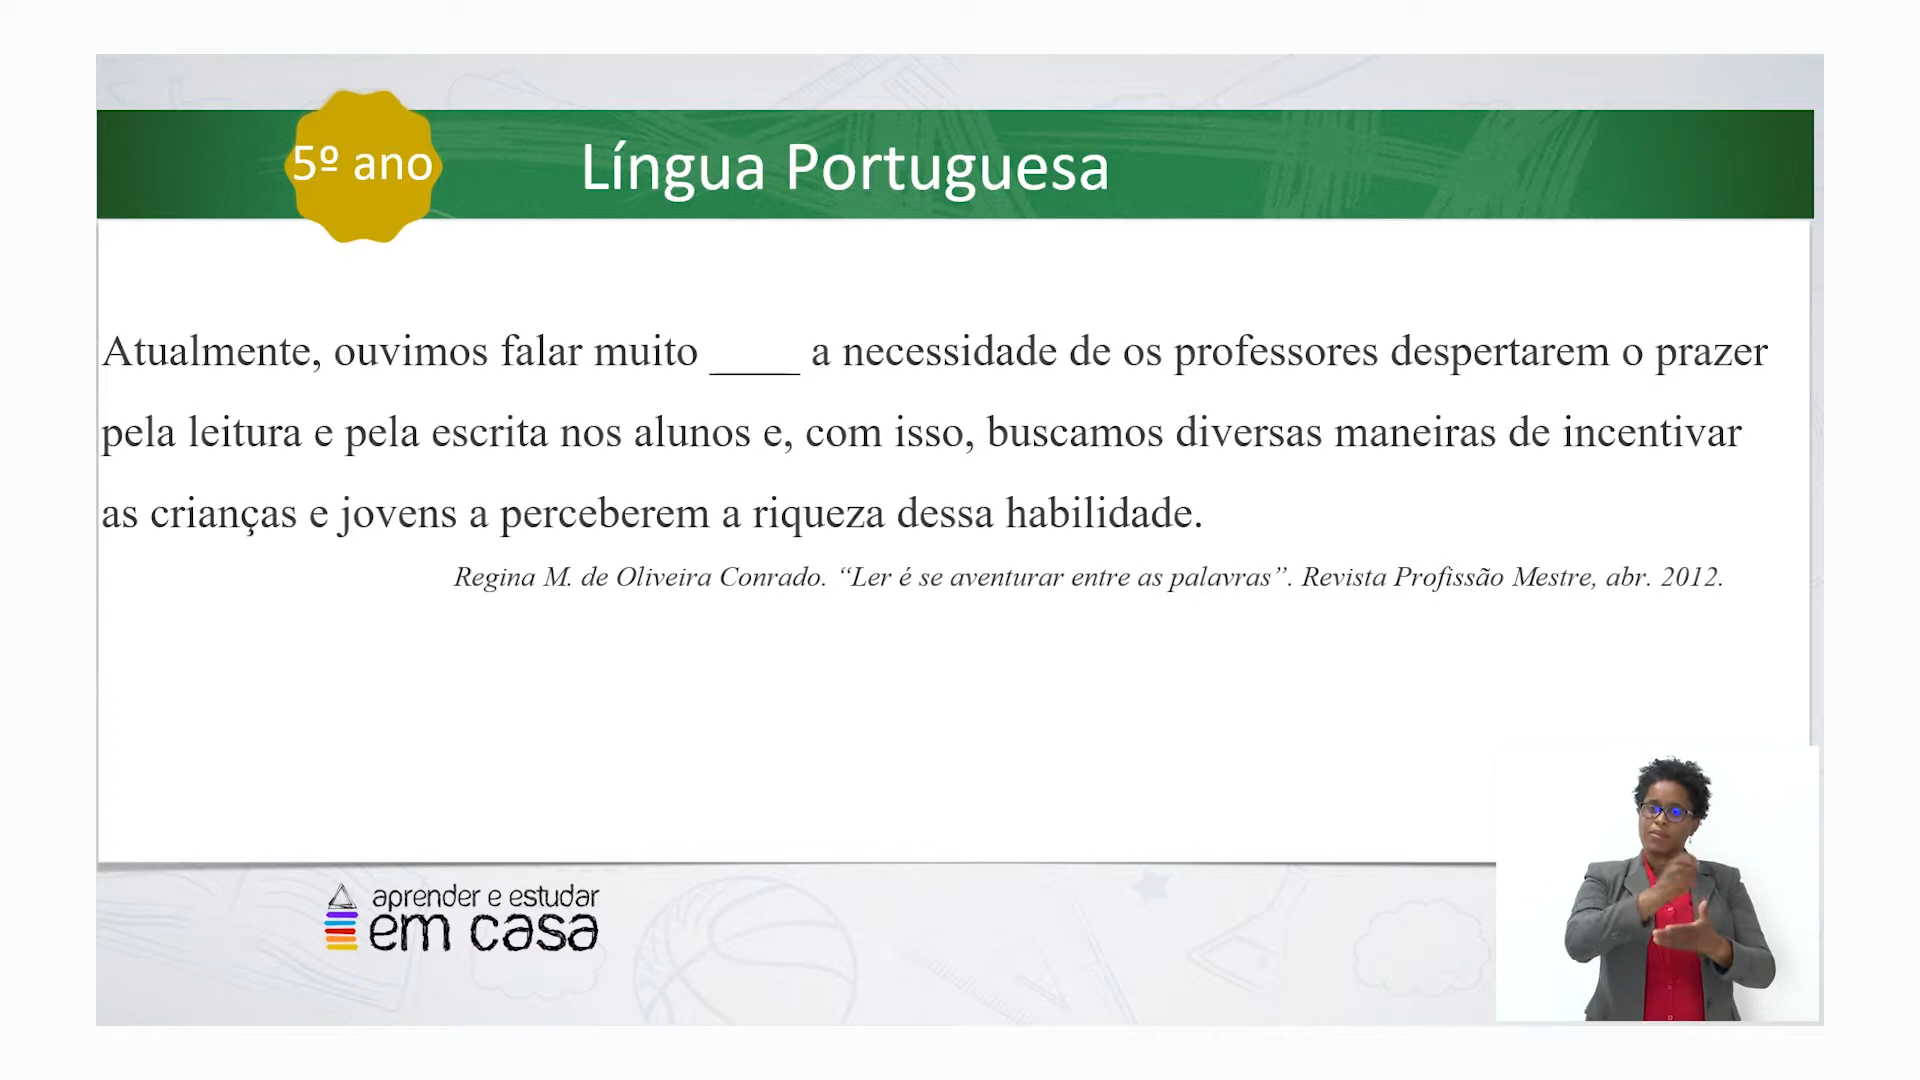 5º ano
Língua Portuguesa
Atualmente, ouvimos falar muito ____ a necessidade de os professores despertarem o prazer
pela leitura e pela escrita nos alunos e, com isso, buscamos diversas maneiras de incentivar
as crianças e jovens a perceberem a riqueza dessa habilidade.
Regina M. de Oliveira Conrado. “Ler é se aventurar entre as palavras”. Revista Profissão Mestre, abr. 2012.
aprender e estudar
em casa